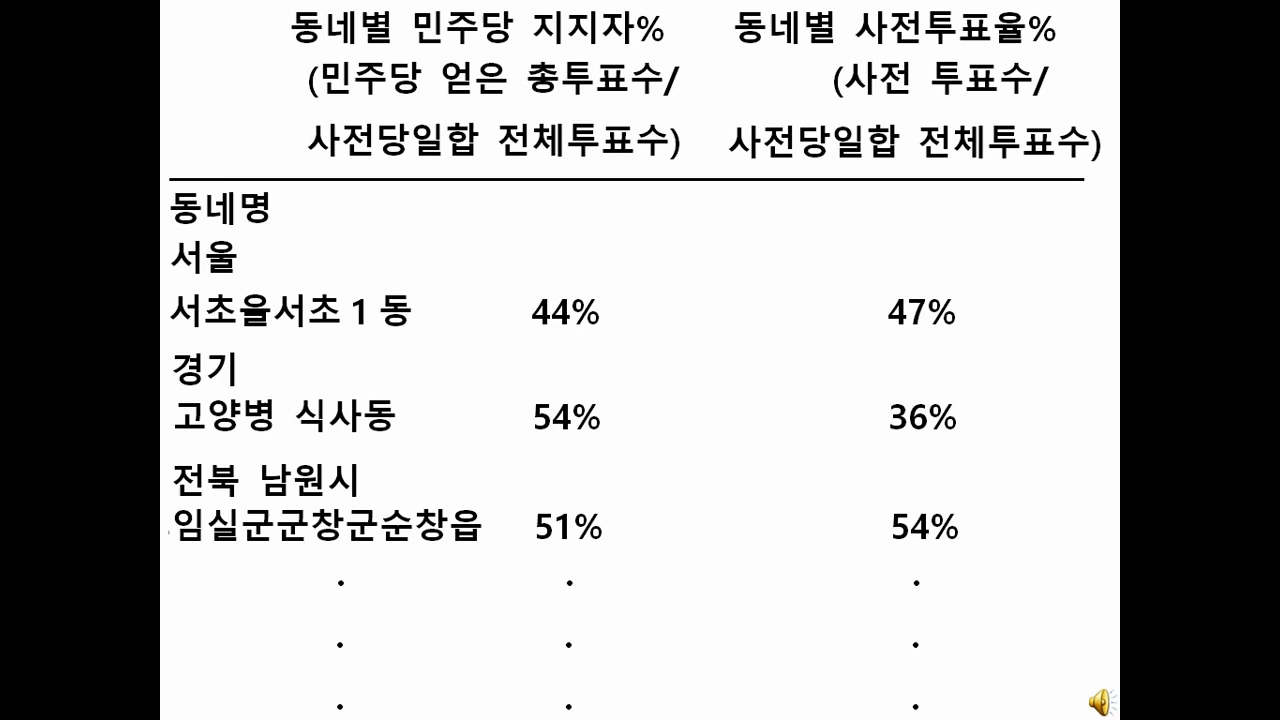 동네별 민주당 지지자% 동네별 사전투표율%
(민주당 얻은 총투표수/ (사전 투표수/
사전당일합 전체투표수) 사전당일합 전체투표수)
동네명
서울
서초을서초 1 동 44% 47%
경기
고양병 식사동 54% 36%
전북 남원시
임실군군창군순창읍 51% 54%
. . .
. . .
. . .